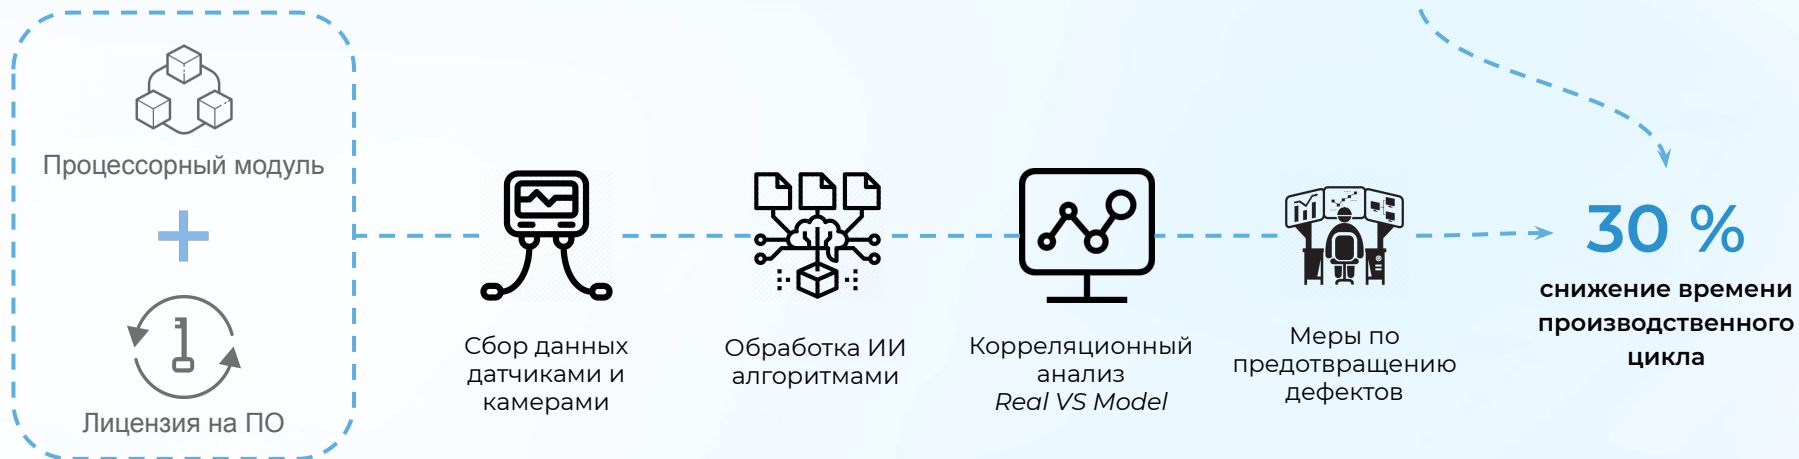 Процессорный модуль
Лицензия на ПО
Сбор данных
датчиками и
камерами
Обработка ИИ
алгоритмами
Корреляционный
анализ
Real VS Model
Меры по
предотвращению
дефектов
30 %
снижение времени
производственного
цикла